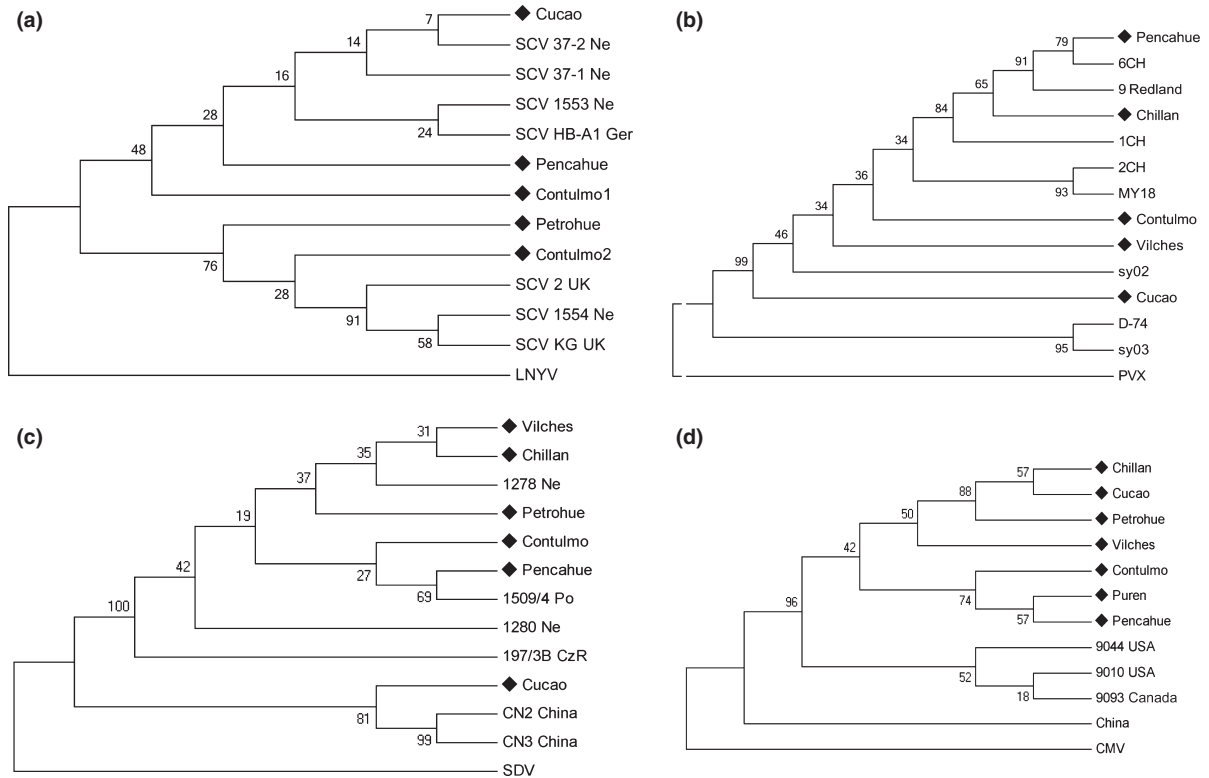 (a)
7
◆ Cucao
SCV 37-2 Ne
14
SCV 37-1 Ne
16
SCV 1553 Ne
24
SCV HB-A1 Ger
28
◆ Pencahue
48
◆ Contulmo1
◆ Petrohue
76
◆ Contulmo2
28
SCV 2 UK
91
SCV 1554 Ne
58
SCV KG UK
LNYV
(b)
79
◆ Pencahue
6CH
91
9 Redland
65
◆ Chillan
84
1CH
34
2CH
93
MY18
36
◆ Contulmo
34
◆ Vilches
46
sy02
99
◆ Cucao
D-74
95
sy03
PVX
(c)
31
◆ Vilches
◆ Chillan
35
1278 Ne
37
◆ Petrohue
19
◆ Contulmo
27
◆ Pencahue
69
1509/4 Po
42
1280 Ne
100
197/3B CzR
◆ Cucao
81
CN2 China
99
CN3 China
SDV
(d)
57
◆ Chillan
◆ Cucao
88
◆ Petrohue
50
◆ Vilches
42
◆ Contulmo
74
◆ Puren
57
◆ Pencahue
96
9044 USA
52
9010 USA
18
9093 Canada
China
CMV